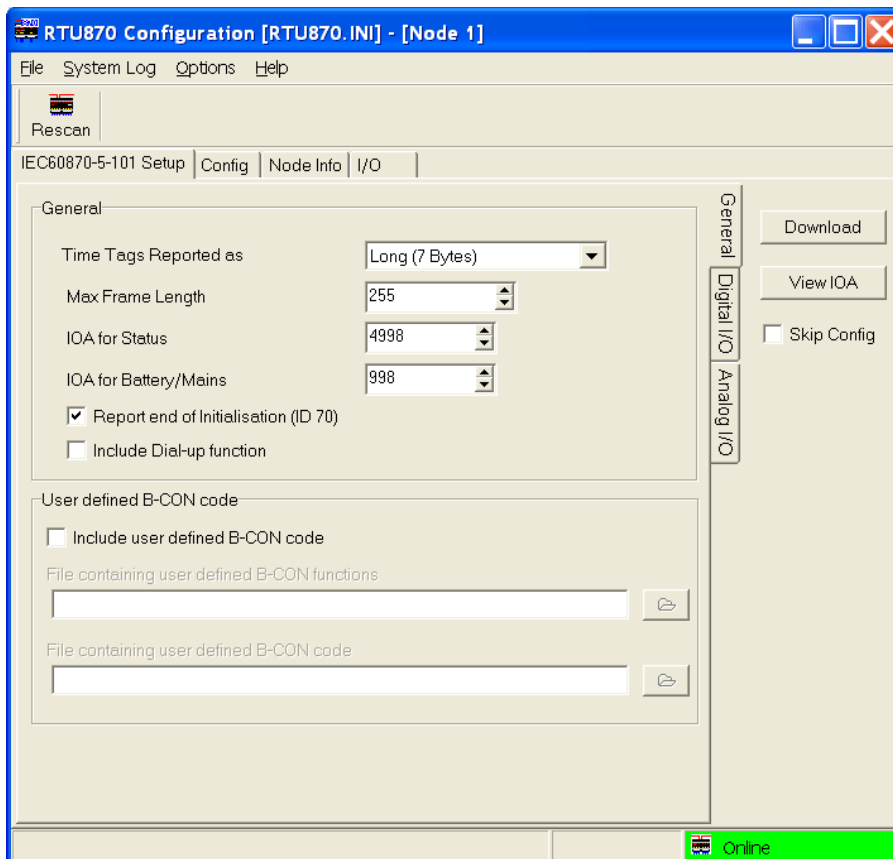 RTU870 Configuration [RTU870.INI] - [Node 1]
File System Log Options Help
Rescan
IEC60870-5-101 Setup Config Node Info I/O
General
Time Tags Reported as Long (7 Bytes)
Max Frame Length 255
IOA for Status 4998
IOA for Battery/Mains 998
Report end of Initialisation (ID 70)
Include Dial-up function
User defined B-CON code
Include user defined B-CON code
File containing user defined B-CON functions
File containing user defined B-CON code
General
Digital I/O
Analog I/O
Download
View IOA
Skip Config
Online